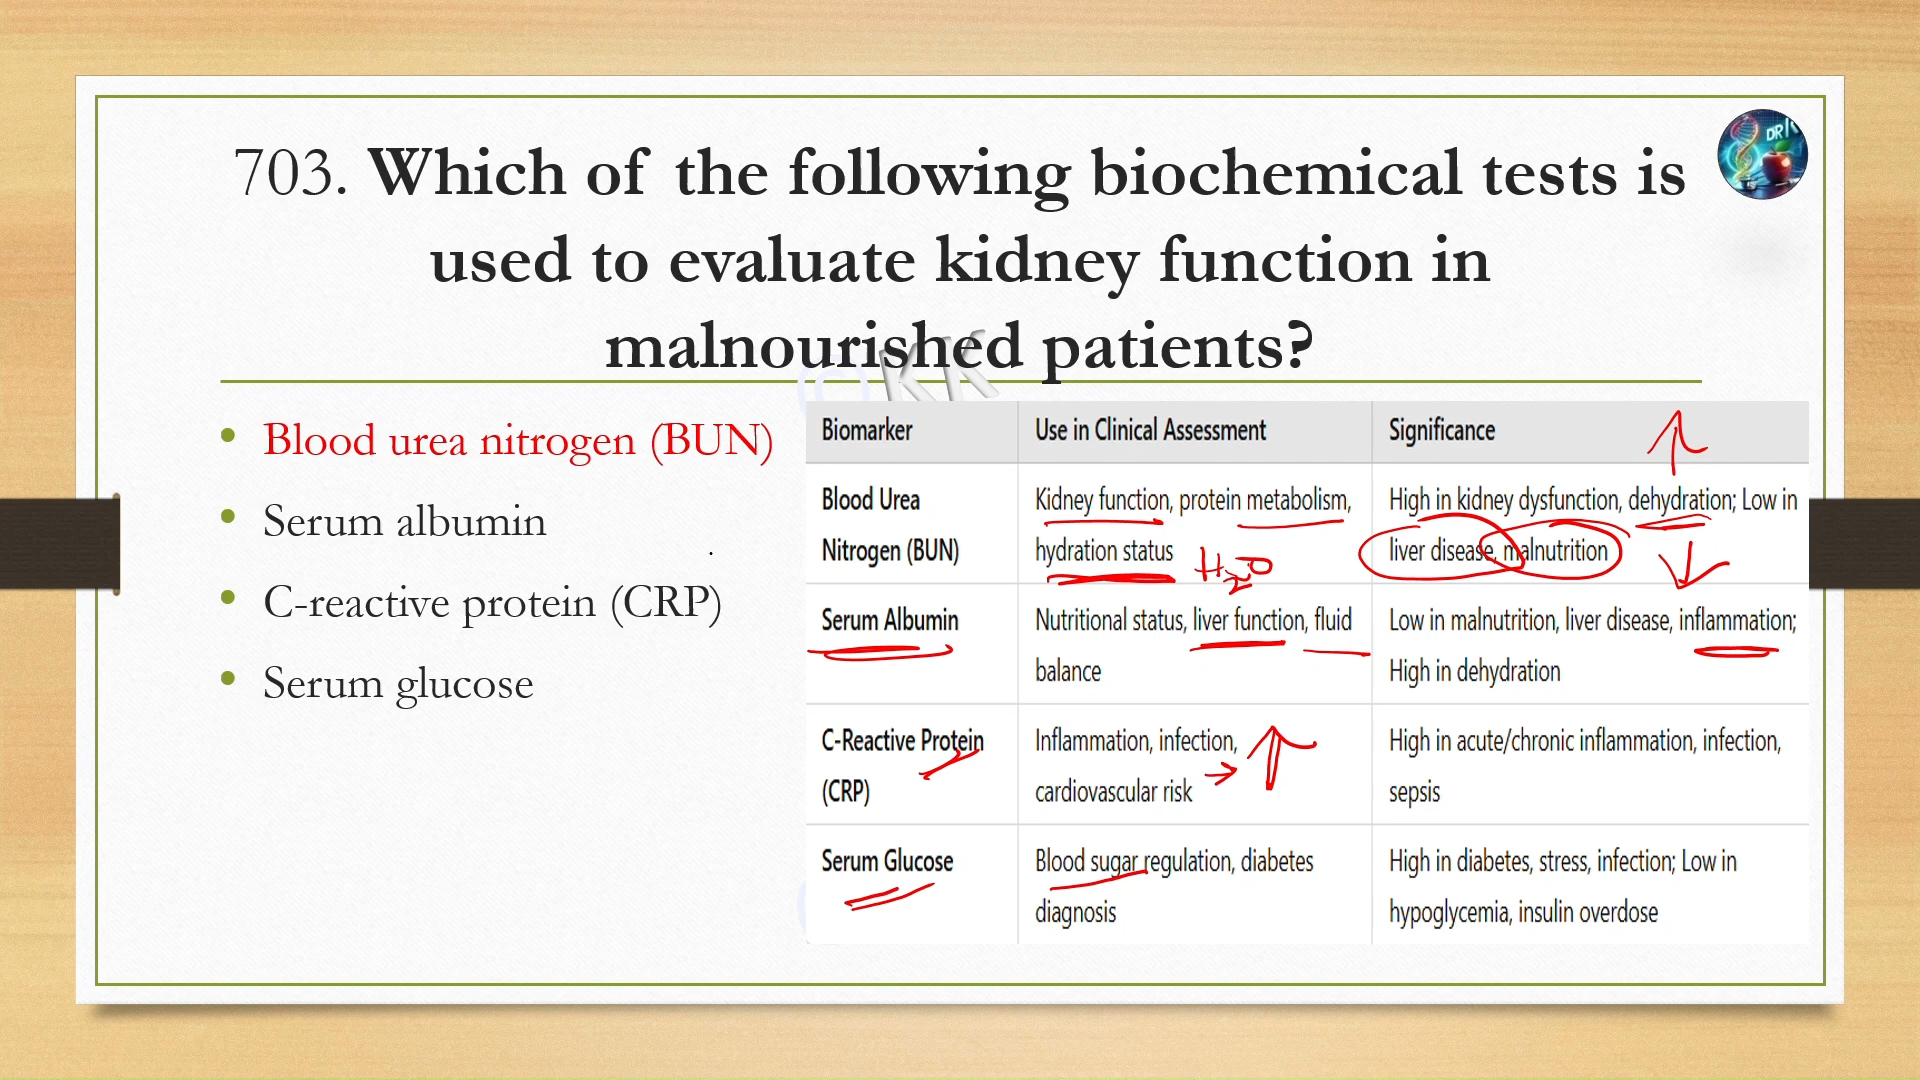 703. Which of the following biochemical tests is
used to evaluate kidney function in
malnourished patients?
Blood urea nitrogen (BUN)
Serum albumin
C-reactive protein (CRP)
Serum glucose
Biomarker Use in Clinical Assessment Significance
Blood Urea Kidney function, protein metabolism, High in kidney dysfunction, dehydration; Low in
Nitrogen (BUN) hydration status liver disease, malnutrition
H2O
Serum Albumin Nutritional status, liver function, fluid Low in malnutrition, liver disease, inflammation;
balance High in dehydration
C-Reactive Protein Inflammation, infection, High in acute/chronic inflammation, infection,
(CRP) cardiovascular risk sepsis
Serum Glucose Blood sugar regulation, diabetes High in diabetes, stress, infection; Low in
diagnosis hypoglycemia, insulin overdose
DR
KK